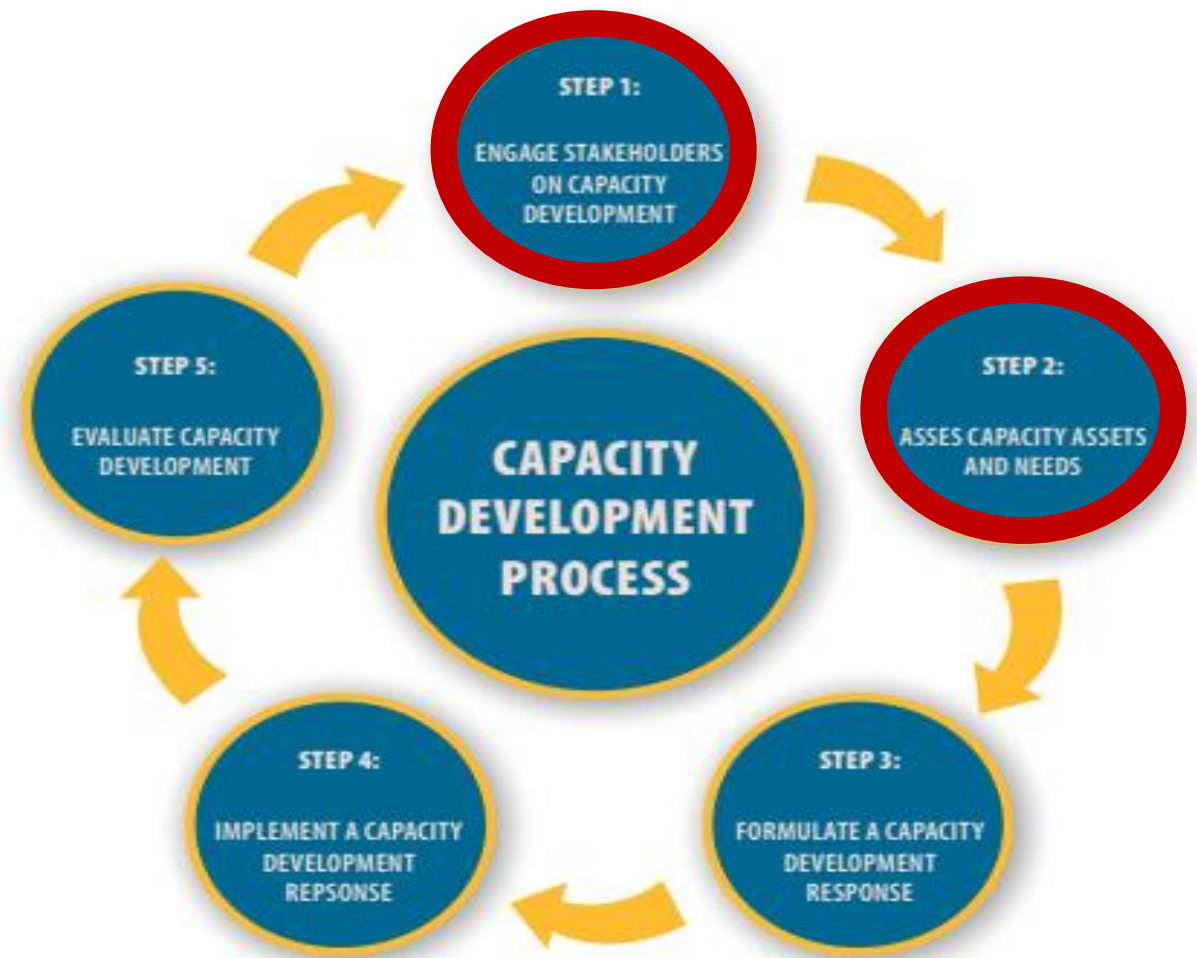 STEP 1:
ENGAGE STAKEHOLDERS
ON CAPACITY
DEVELOPMENT
STEP 2:
ASSES CAPACITY ASSETS
AND NEEDS
STEP 3:
FORMULATE A CAPACITY
DEVELOPMENT
RESPONSE
STEP 4:
IMPLEMENT A CAPACITY
DEVELOPMENT
REPSONSE
STEP 5:
EVALUATE CAPACITY
DEVELOPMENT
CAPACITY
DEVELOPMENT
PROCESS